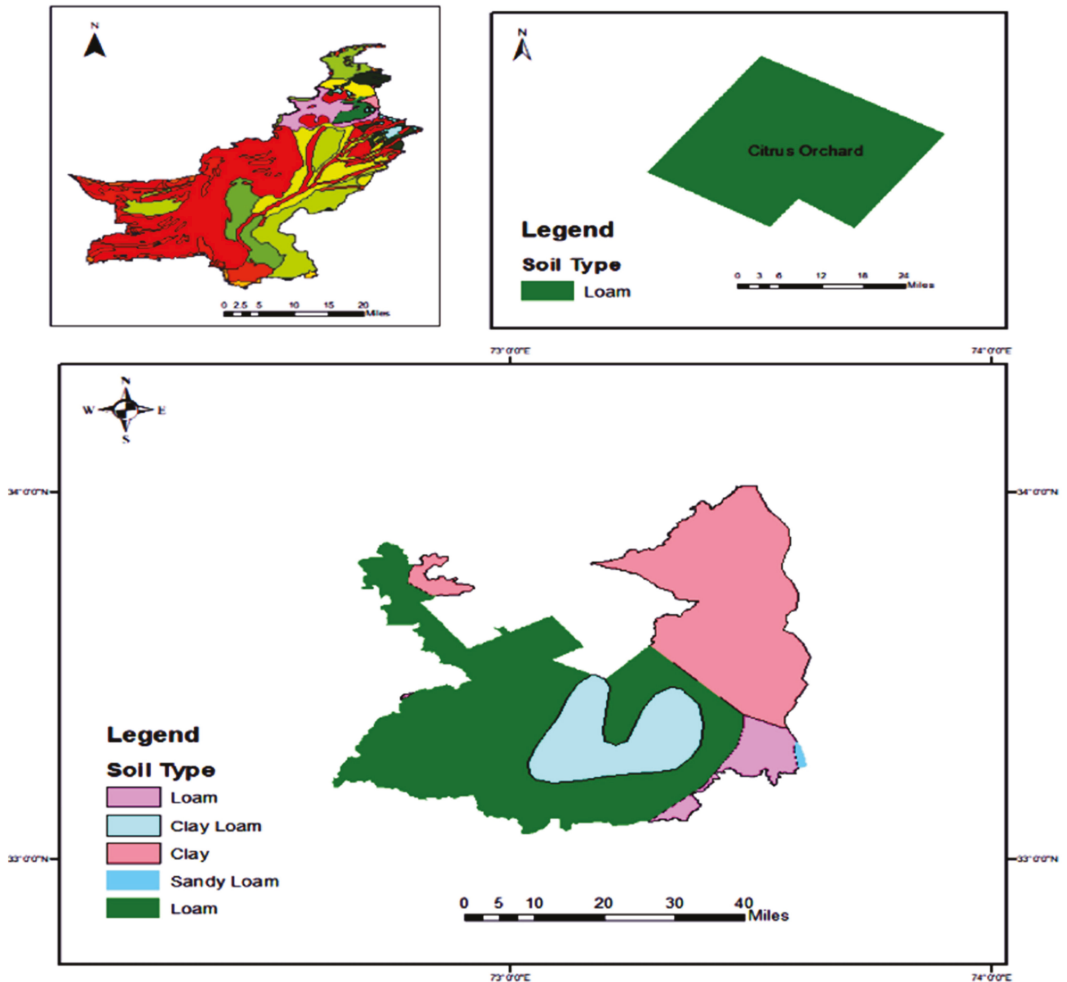 N
0 2.5 5 10 15 20
Miles
N
Citrus Orchard
Legend
Soil Type
Loam
0 3 6 12 18 24
Miles
73°0'0"E 74°0'0"E
N
W E
S
34°0'0"N 34°0'0"N
Legend
Soil Type
Loam
Clay Loam
Clay
Sandy Loam
Loam
33°0'0"N 33°0'0"N
0 5 10 20 30 40
Miles
73°0'0"E 74°0'0"E